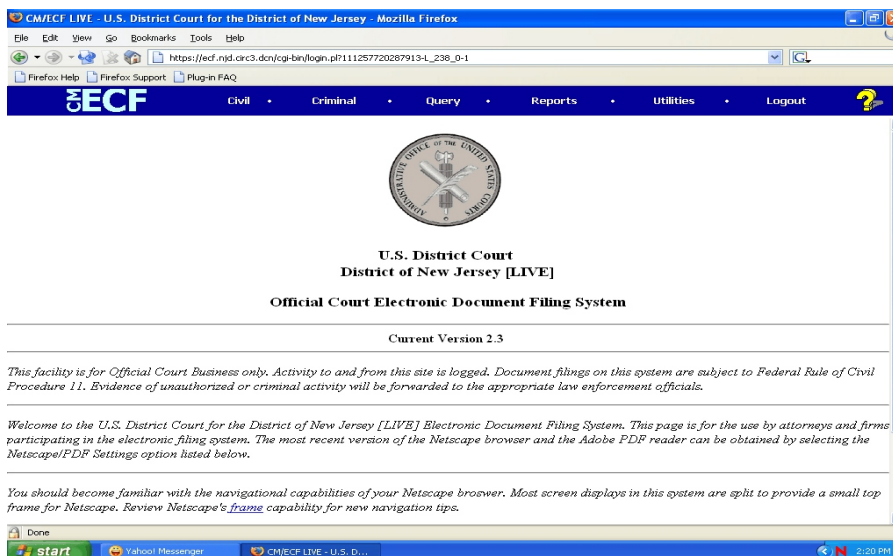 CM/ECF LIVE - U.S. District Court for the District of New Jersey - Mozilla Firefox
File Edit View Go Bookmarks Tools Help
https://ecf.njd.circ3.dcn/cgi-bin/login.pl?111257720287913-L_238_0-1
G
Firefox Help Firefox Support Plug-in FAQ
CM ECF Civil • Criminal • Query • Reports • Utilities • Logout ?
ADMINISTRATIVE OFFICE OF THE UNITED STATES COURTS
U.S. District Court
District of New Jersey [LIVE]
Official Court Electronic Document Filing System
Current Version 2.3
This facility is for Official Court Business only. Activity to and from this site is logged. Document filings on this system are subject to Federal Rule of Civil
Procedure 11. Evidence of unauthorized or criminal activity will be forwarded to the appropriate law enforcement officials.
Welcome to the U.S. District Court for the District of New Jersey [LIVE] Electronic Document Filing System. This page is for the use by attorneys and firms
participating in the electronic filing system. The most recent version of the Netscape browser and the Adobe PDF reader can be obtained by selecting the
Netscape/PDF Settings option listed below.
You should become familiar with the navigational capabilities of your Netscape broswer. Most screen displays in this system are split to provide a small top
frame for Netscape. Review Netscape's frame capability for new navigation tips.
Done
start Yahoo! Messenger CM/ECF LIVE - U.S. D... N 2:20 PM